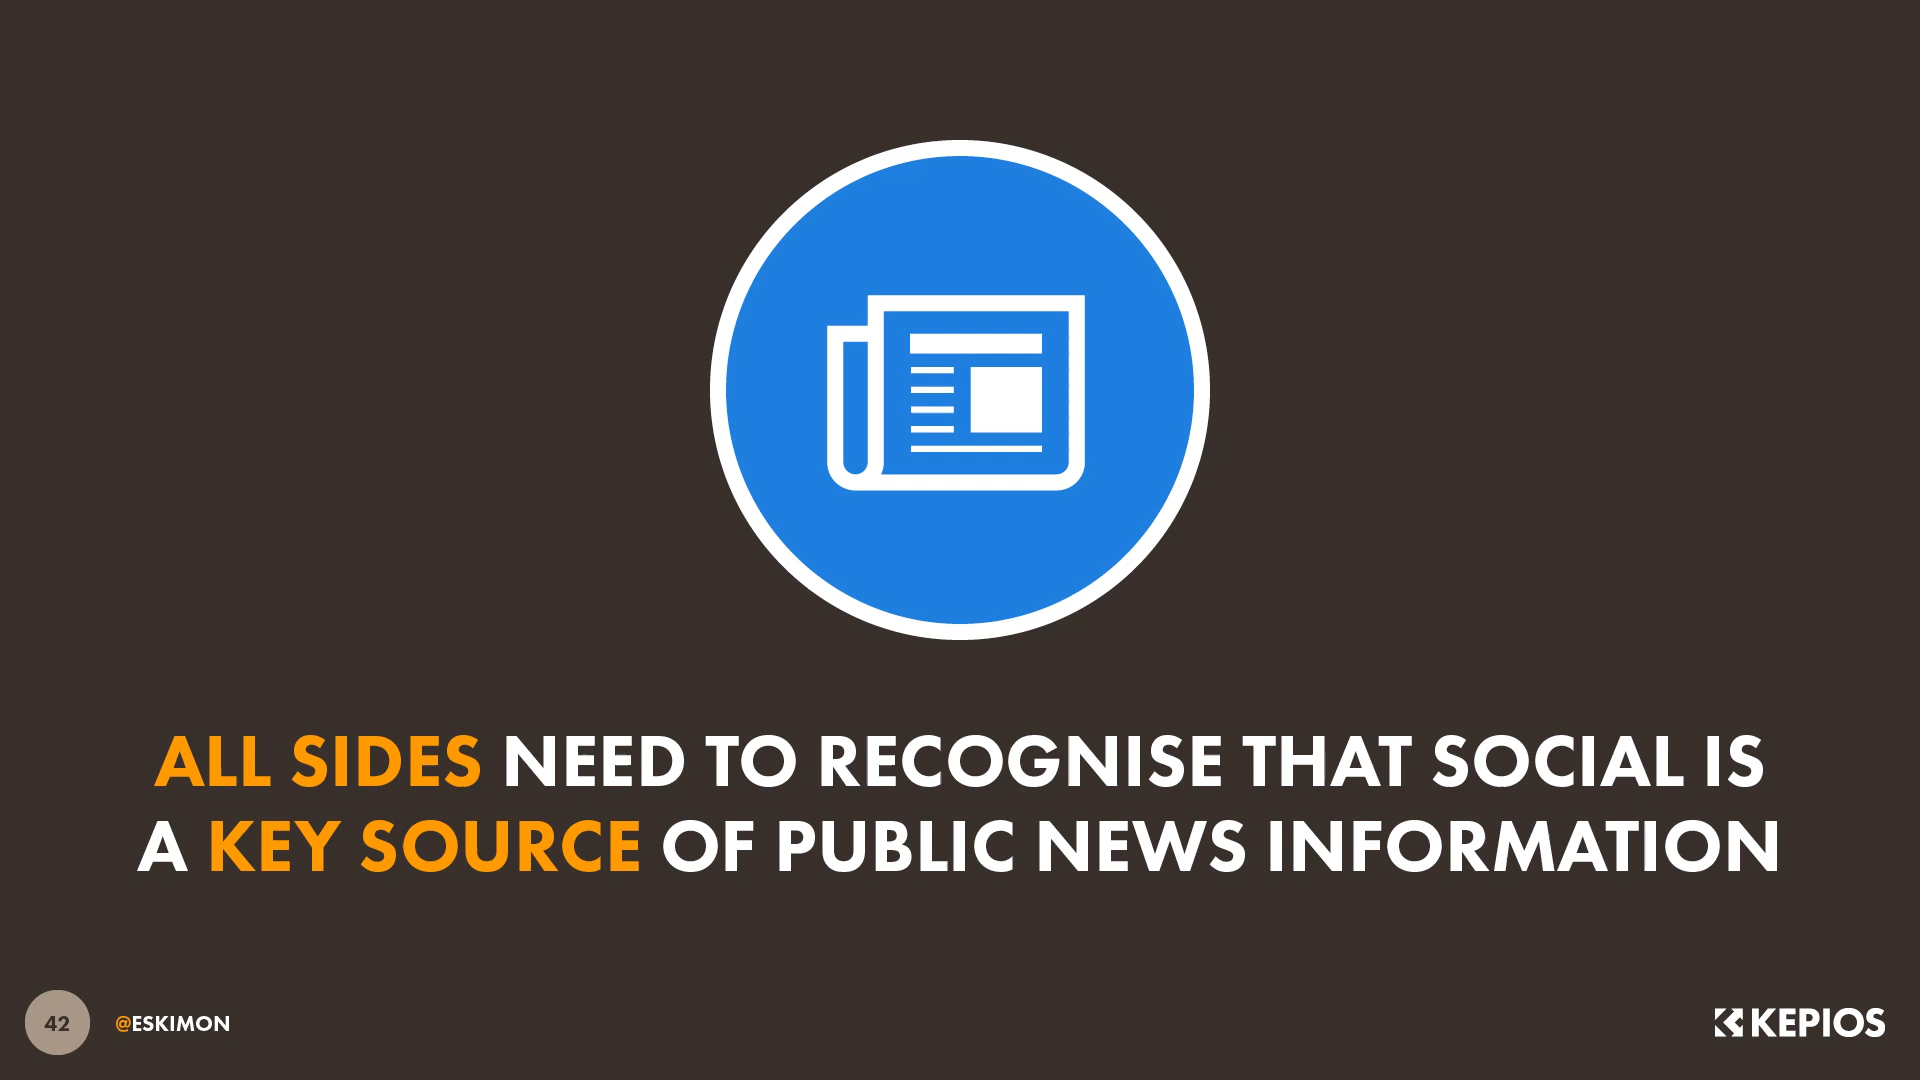 ALL SIDES NEED TO RECOGNISE THAT SOCIAL IS
A KEY SOURCE OF PUBLIC NEWS INFORMATION
42
@ESKIMON
KEPIOS